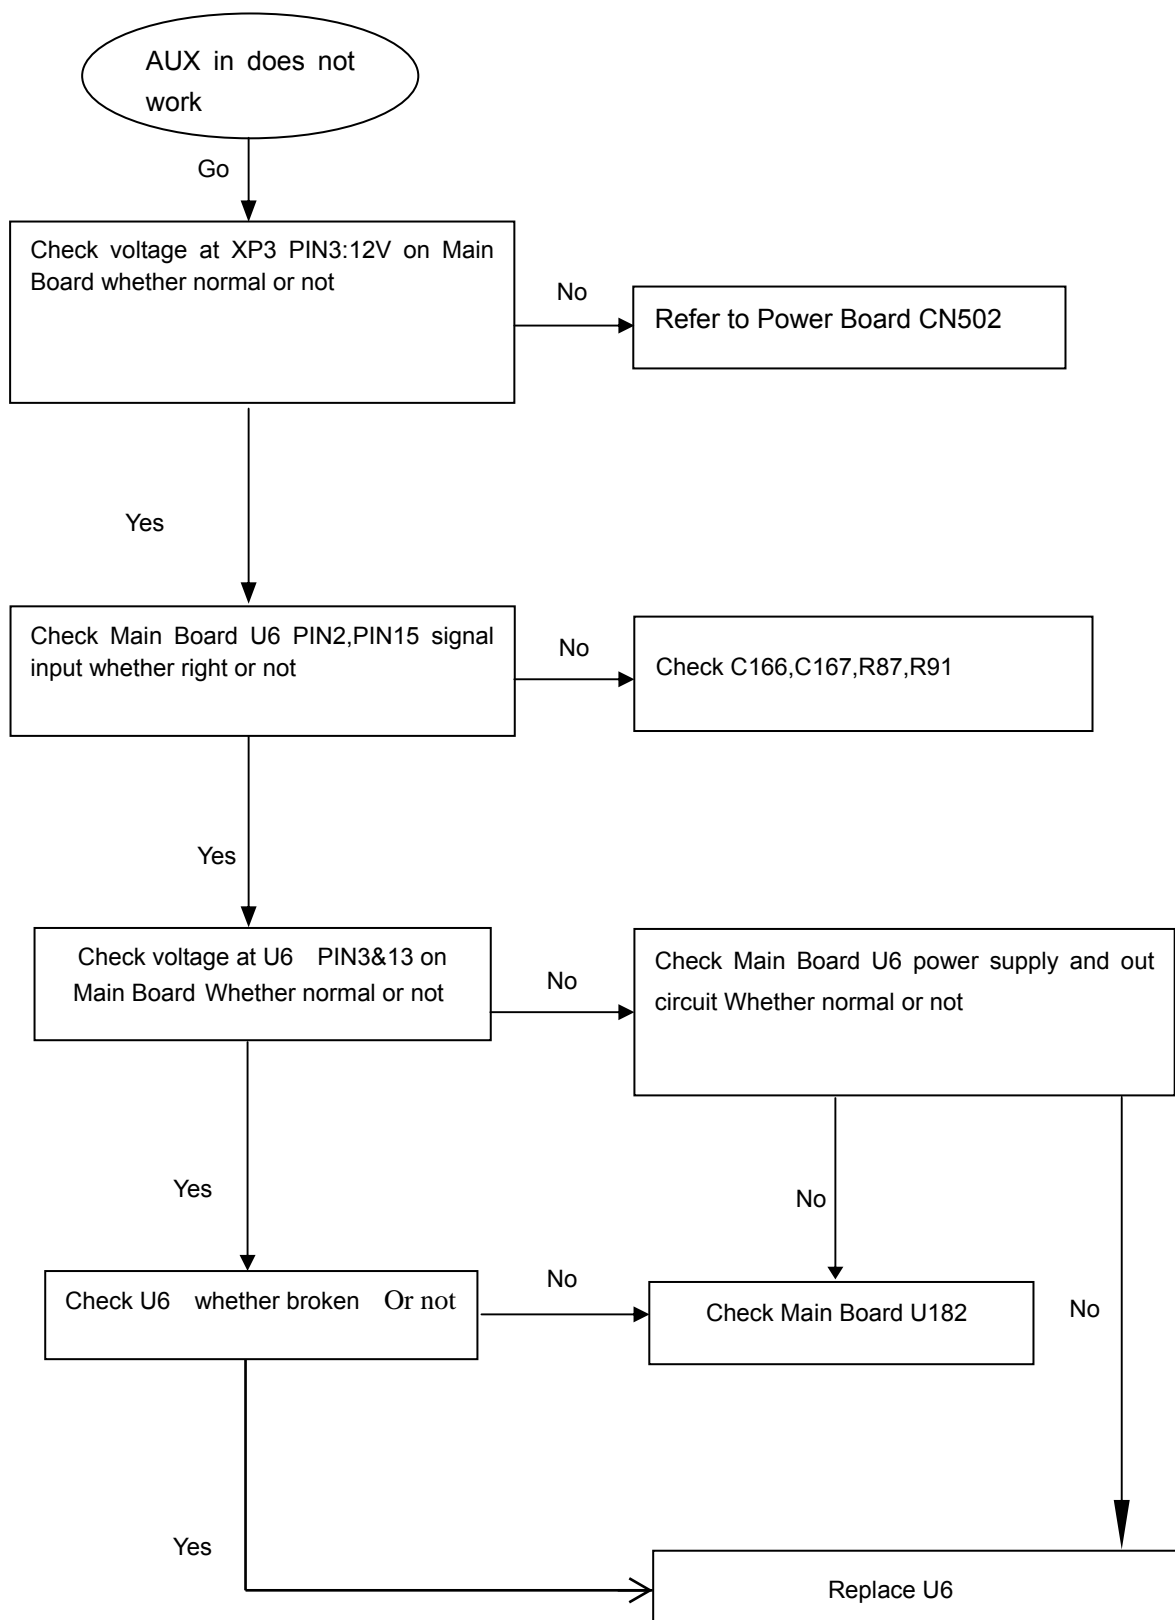 AUX in does not
work
Go
Check voltage at XP3 PIN3:12V on Main
Board whether normal or not
No
Refer to Power Board CN502
Yes
Check Main Board U6 PIN2,PIN15 signal
input whether right or not
No
Check C166,C167,R87,R91
Yes
Check voltage at U6 PIN3&13 on
Main Board Whether normal or not
No
Check Main Board U6 power supply and out
circuit Whether normal or not
Yes
No
Check U6 whether broken Or not
No
Check Main Board U182
No
Yes
Replace U6